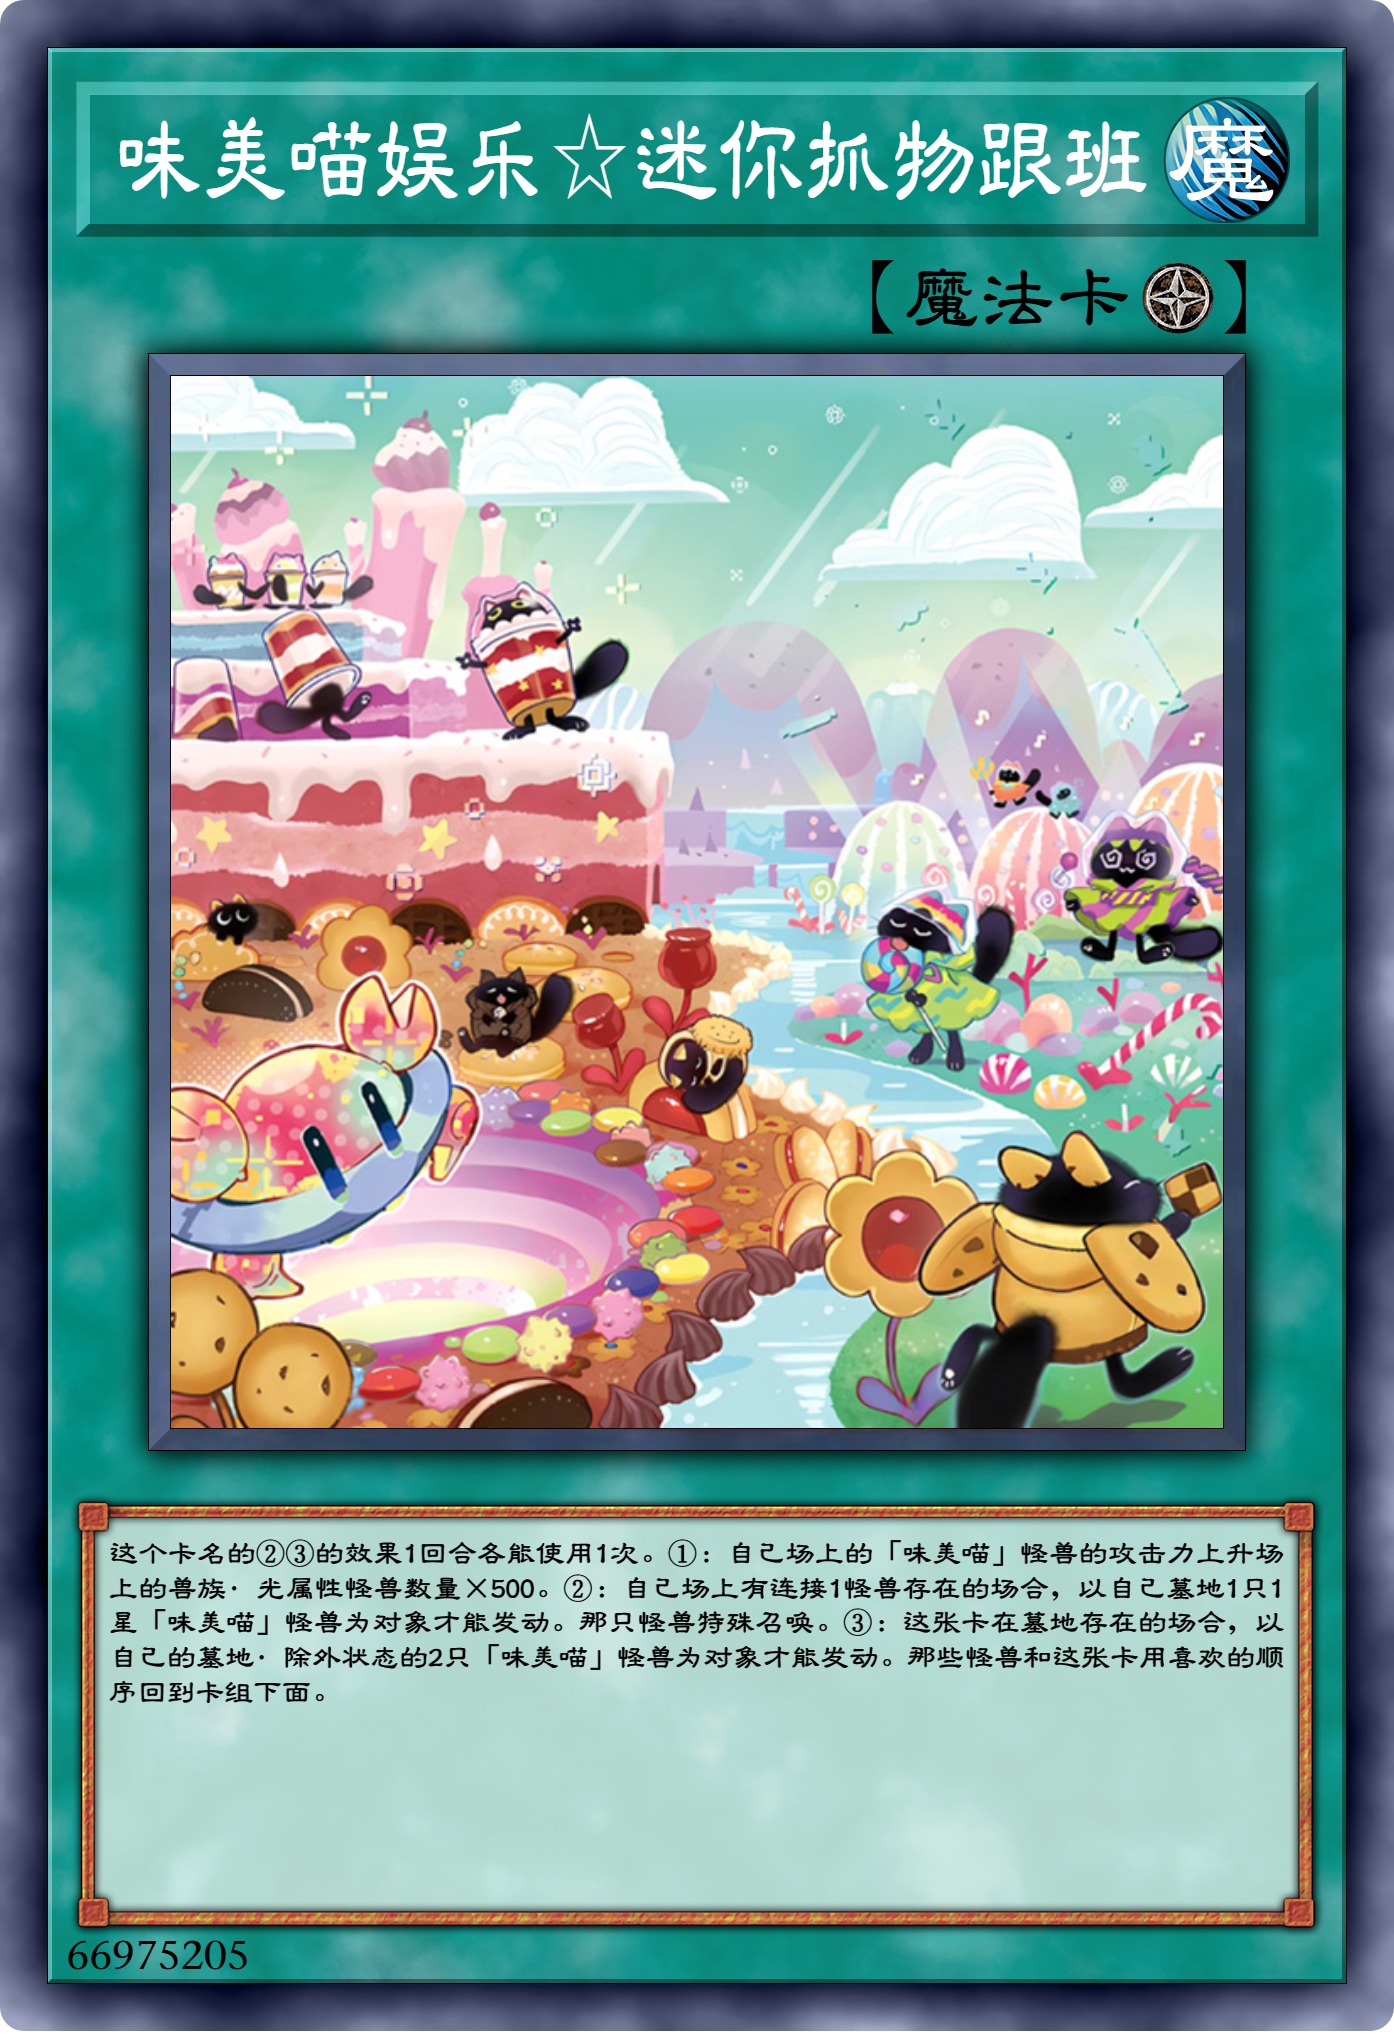 味美喵娱乐☆迷你抓物跟班 魔
【魔法卡】
这个卡名的②③的效果1回合各能使用1次。①：自己场上的「味美喵」怪兽的攻击力上升场
上的兽族·光属性怪兽数量×500。②：自己场上有连接1怪兽存在的场合，以自己墓地1只1
星「味美喵」怪兽为对象才能发动。那只怪兽特殊召唤。③：这张卡在墓地存在的场合，以
自己的墓地·除外状态的2只「味美喵」怪兽为对象才能发动。那些怪兽和这张卡用喜欢的顺
序回到卡组下面。
66975205